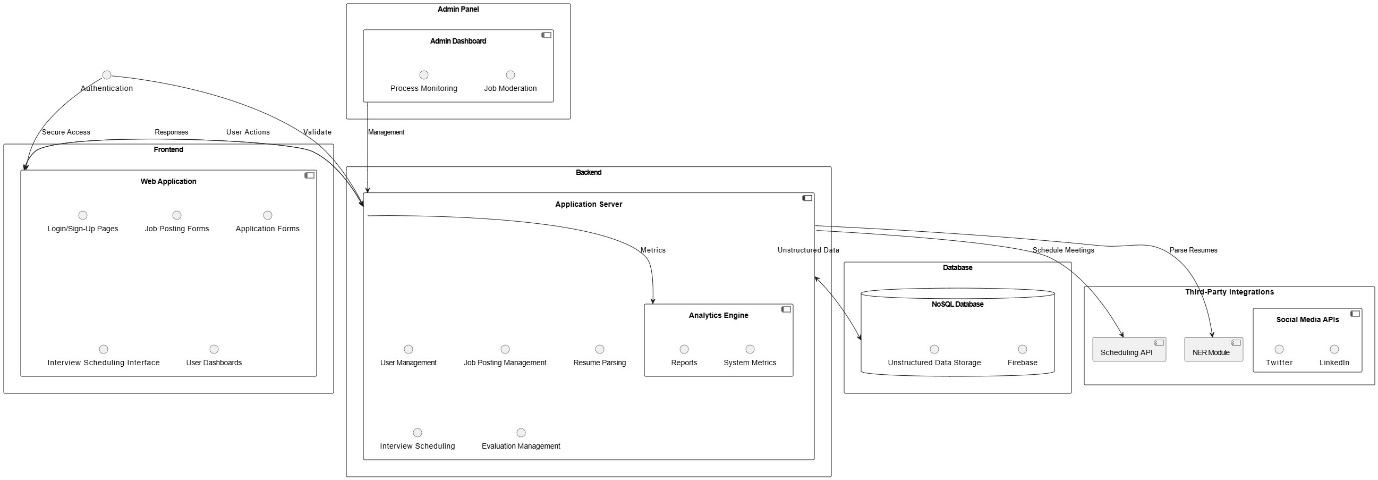 Admin Panel
Admin Dashboard
Process Monitoring
Job Moderation
Authentication
Secure Access
Responses
User Actions
Validate
Management
Frontend
Web Application
Login/Sign-Up Pages
Job Posting Forms
Application Forms
Interview Scheduling Interface
User Dashboards
Backend
Application Server
Metrics
Analytics Engine
Reports
System Metrics
User Management
Job Posting Management
Resume Parsing
Interview Scheduling
Evaluation Management
Unstructured Data
Schedule Meetings
Parse Resumes
Database
NoSQL Database
Unstructured Data Storage
Firebase
Third-Party Integrations
Scheduling API
NER Module
Social Media APIs
Twitter
LinkedIn